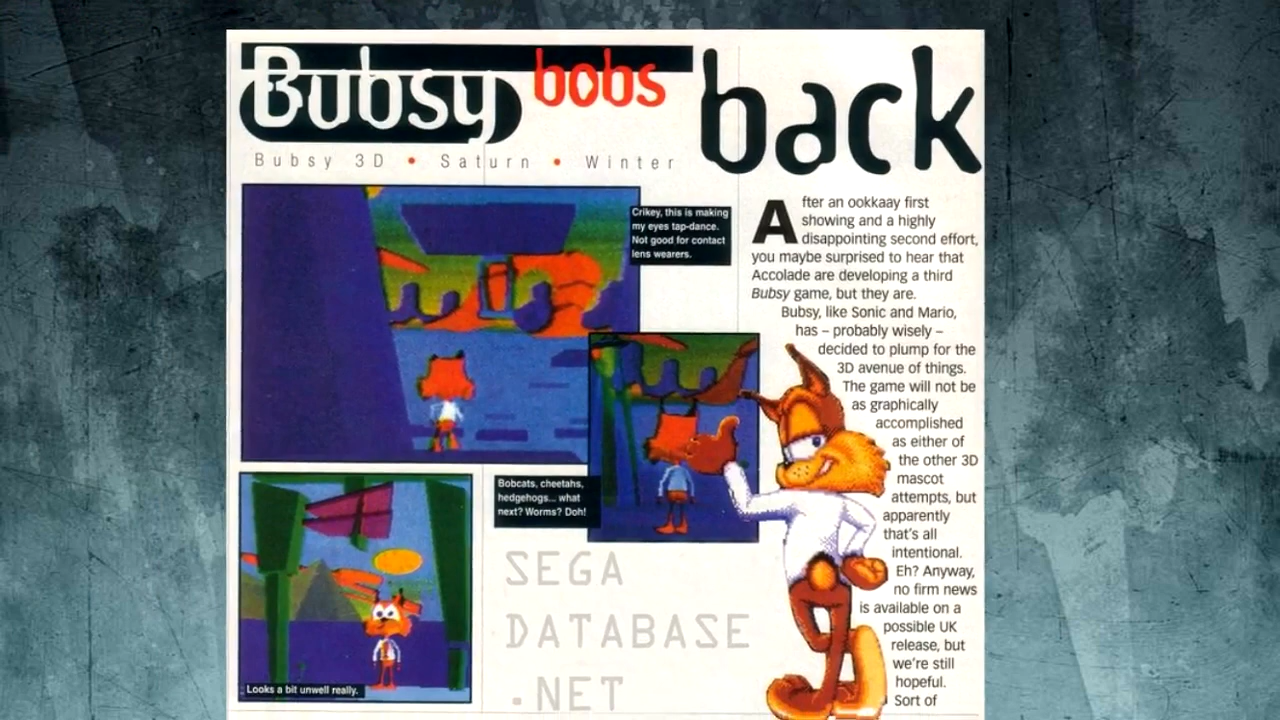 Bubsy bobs back
Bubsy 3D • Saturn • Winter
Crikey, this is making
my eyes tap-dance.
Not good for contact
lens wearers.
After an ookkaay first
showing and a highly
disappointing second effort,
you maybe surprised to hear that
Accolade are developing a third
Bubsy game, but they are.
Bubsy, like Sonic and Mario,
has – probably wisely –
decided to plump for the
3D avenue of things.
The game will not be
as graphically
accomplished
as either of
the other 3D
mascot
attempts, but
apparently
that's all
intentional.
Eh? Anyway,
no firm news
is available on a
possible UK
release, but
we're still
hopeful.
Sort of
Bobcats, cheetahs,
hedgehogs... what
next? Worms? Doh!
Looks a bit unwell really.
SEGA
DATABASE
.NET